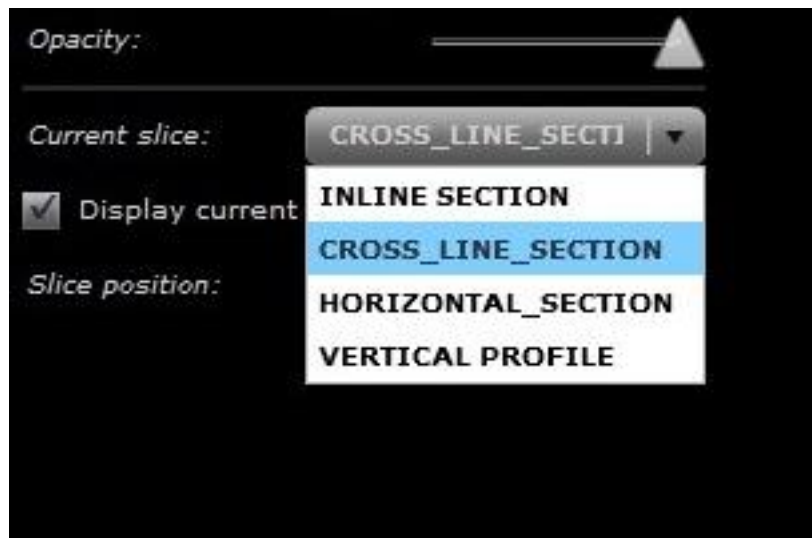 Opacity:
Current slice: CROSS_LINE_SECTI
INLINE SECTION
Display current
CROSS_LINE_SECTION
Slice position:
HORIZONTAL_SECTION
VERTICAL PROFILE